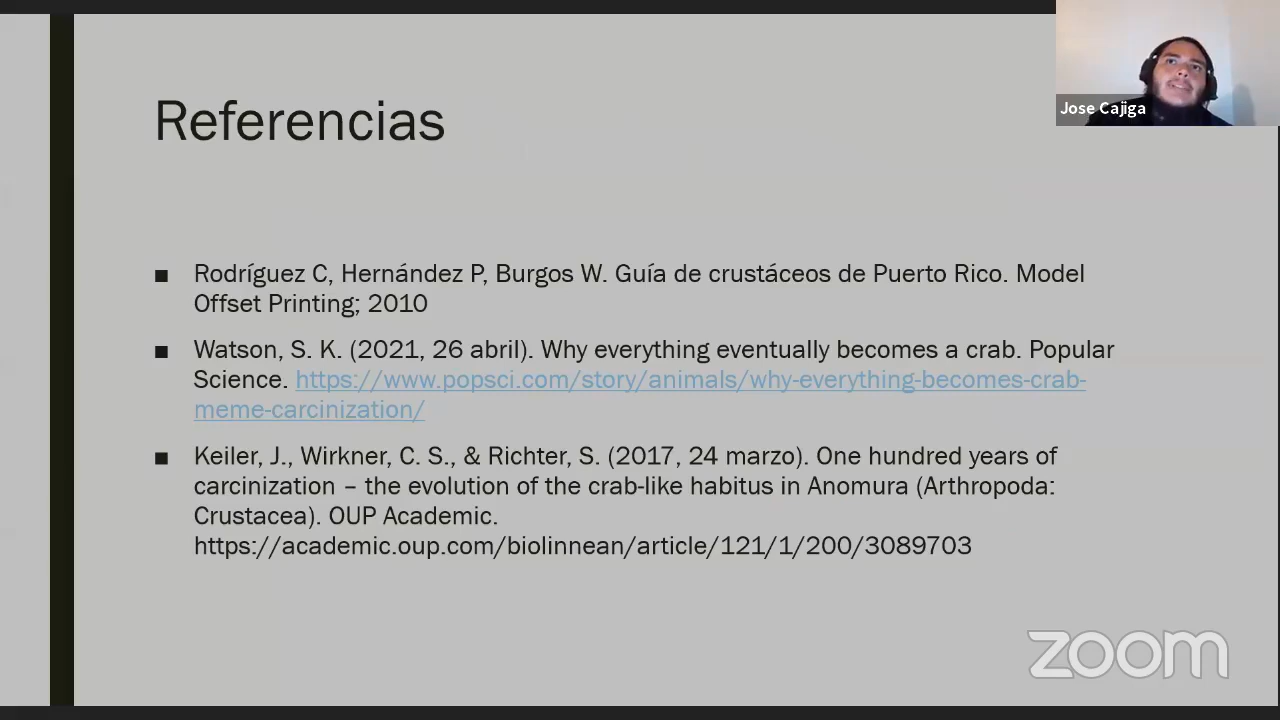 Referencias
Jose Cajiga
■ Rodríguez C, Hernández P, Burgos W. Guía de crustáceos de Puerto Rico. Model
Offset Printing; 2010
■ Watson, S. K. (2021, 26 abril). Why everything eventually becomes a crab. Popular
Science. https://www.popsci.com/story/animals/why-everything-becomes-crab-
meme-carcinization/
■ Keiler, J., Wirkner, C. S., & Richter, S. (2017, 24 marzo). One hundred years of
carcinization – the evolution of the crab-like habitus in Anomura (Arthropoda:
Crustacea). OUP Academic.
https://academic.oup.com/biolinnean/article/121/1/200/3089703
zoom